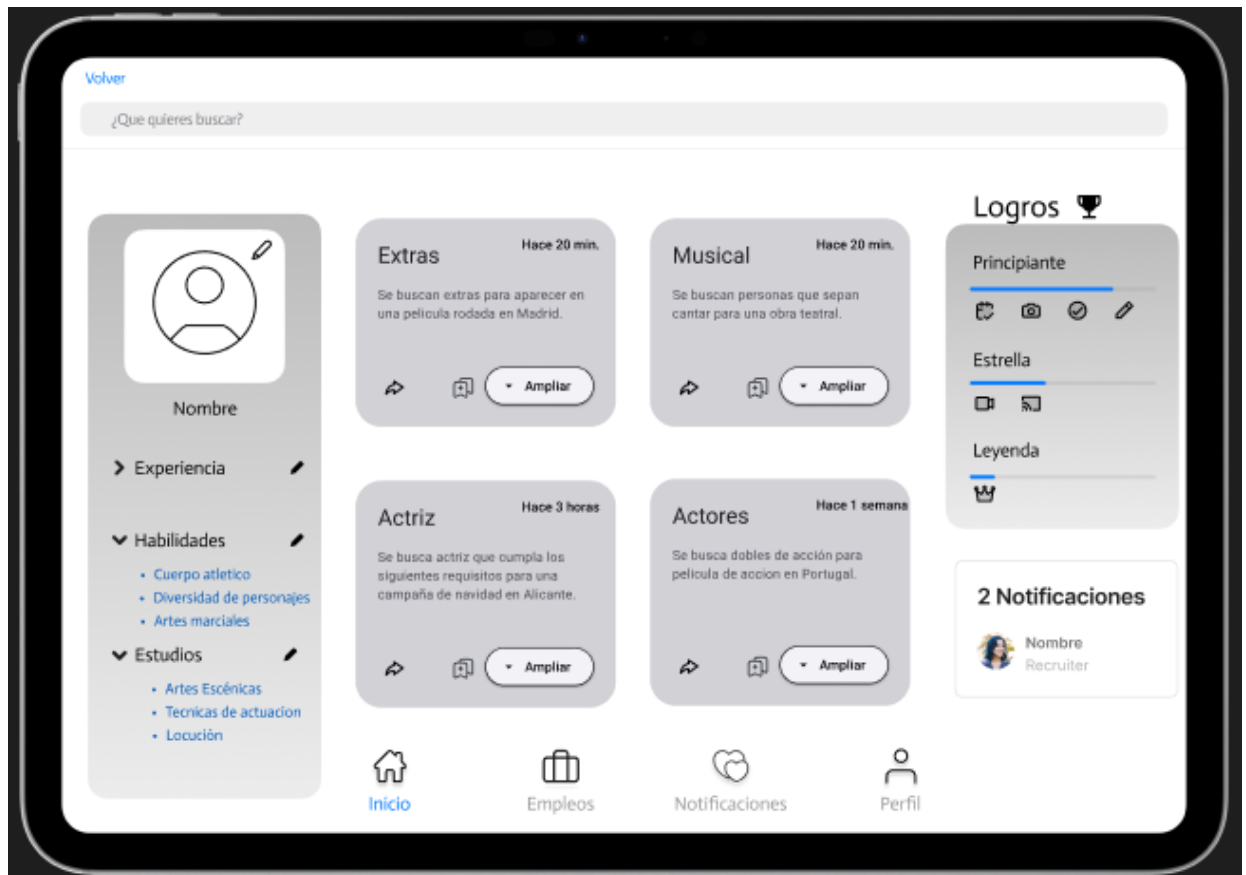 Volver
¿Que quieres buscar?
Nombre
Experiencia
Habilidades
• Cuerpo atletico
• Diversidad de personajes
• Artes marciales
Estudios
• Artes Escénicas
• Tecnicas de actuacion
• Locución
Extras
Hace 20 min.
Se buscan extras para aparecer en
una pelicula rodada en Madrid.
Ampliar
Musical
Hace 20 min.
Se buscan personas que sepan
cantar para una obra teatral.
Ampliar
Actriz
Hace 3 horas
Se busca actriz que cumpla los
siguientes requisitos para una
campaña de navidad en Alicante.
Ampliar
Actores
Hace 1 semana
Se busca dobles de acción para
pelicula de accion en Portugal.
Ampliar
Logros
Principiante
Estrella
Leyenda
2 Notificaciones
Nombre
Recruiter
Inicio
Empleos
Notificaciones
Perfil